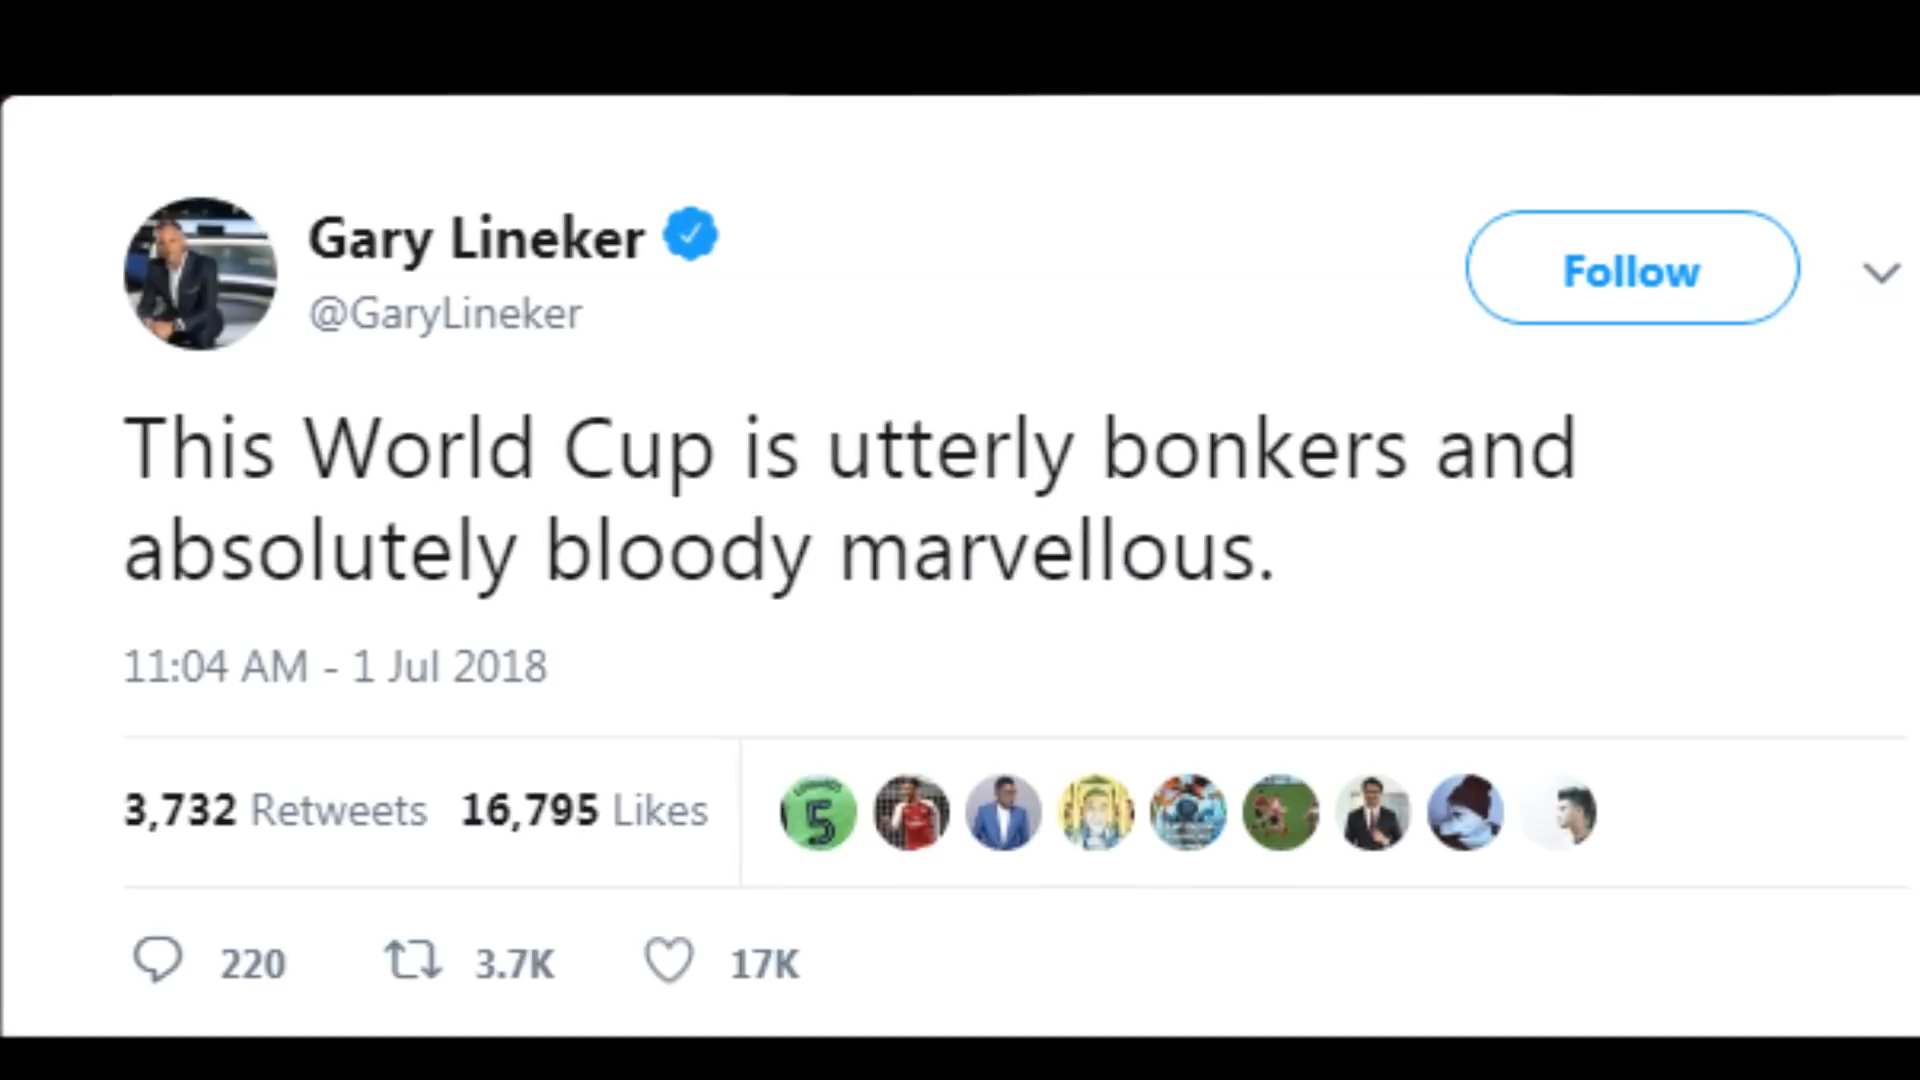 Gary Lineker
@GaryLineker
Follow
This World Cup is utterly bonkers and
absolutely bloody marvellous.
11:04 AM - 1 Jul 2018
3,732 Retweets 16,795 Likes
5
220 3.7K 17K